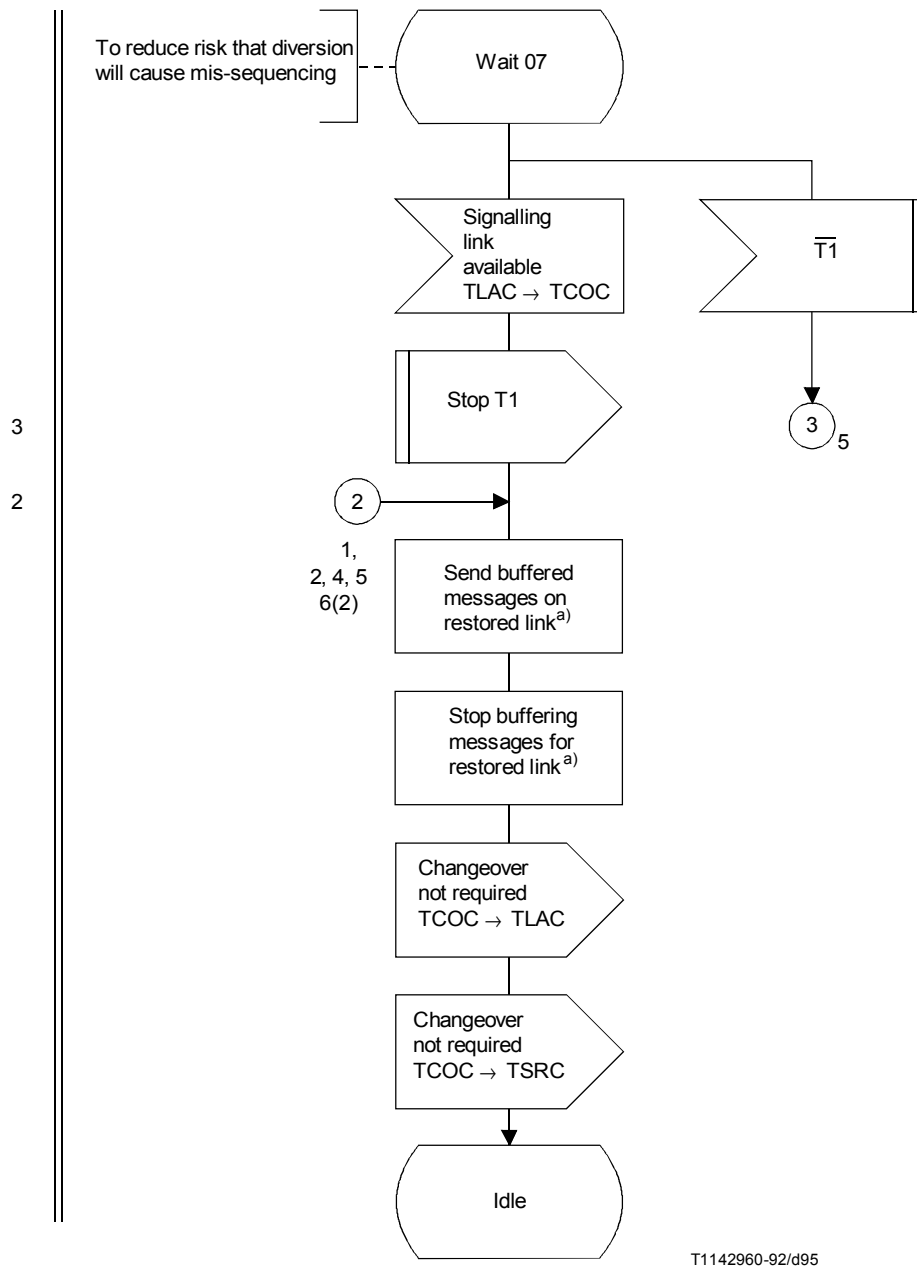 To reduce risk that diversion
will cause mis-sequencing
Wait 07
Signalling
link
available
TLAC → TCOC
T1
Stop T1
3
3
5
2
2
1,
2, 4, 5
6(2)
Send buffered
messages on
restored link a)
Stop buffering
messages for
restored link a)
Changeover
not required
TCOC → TLAC
Changeover
not required
TCOC → TSRC
Idle
T1142960-92/d95